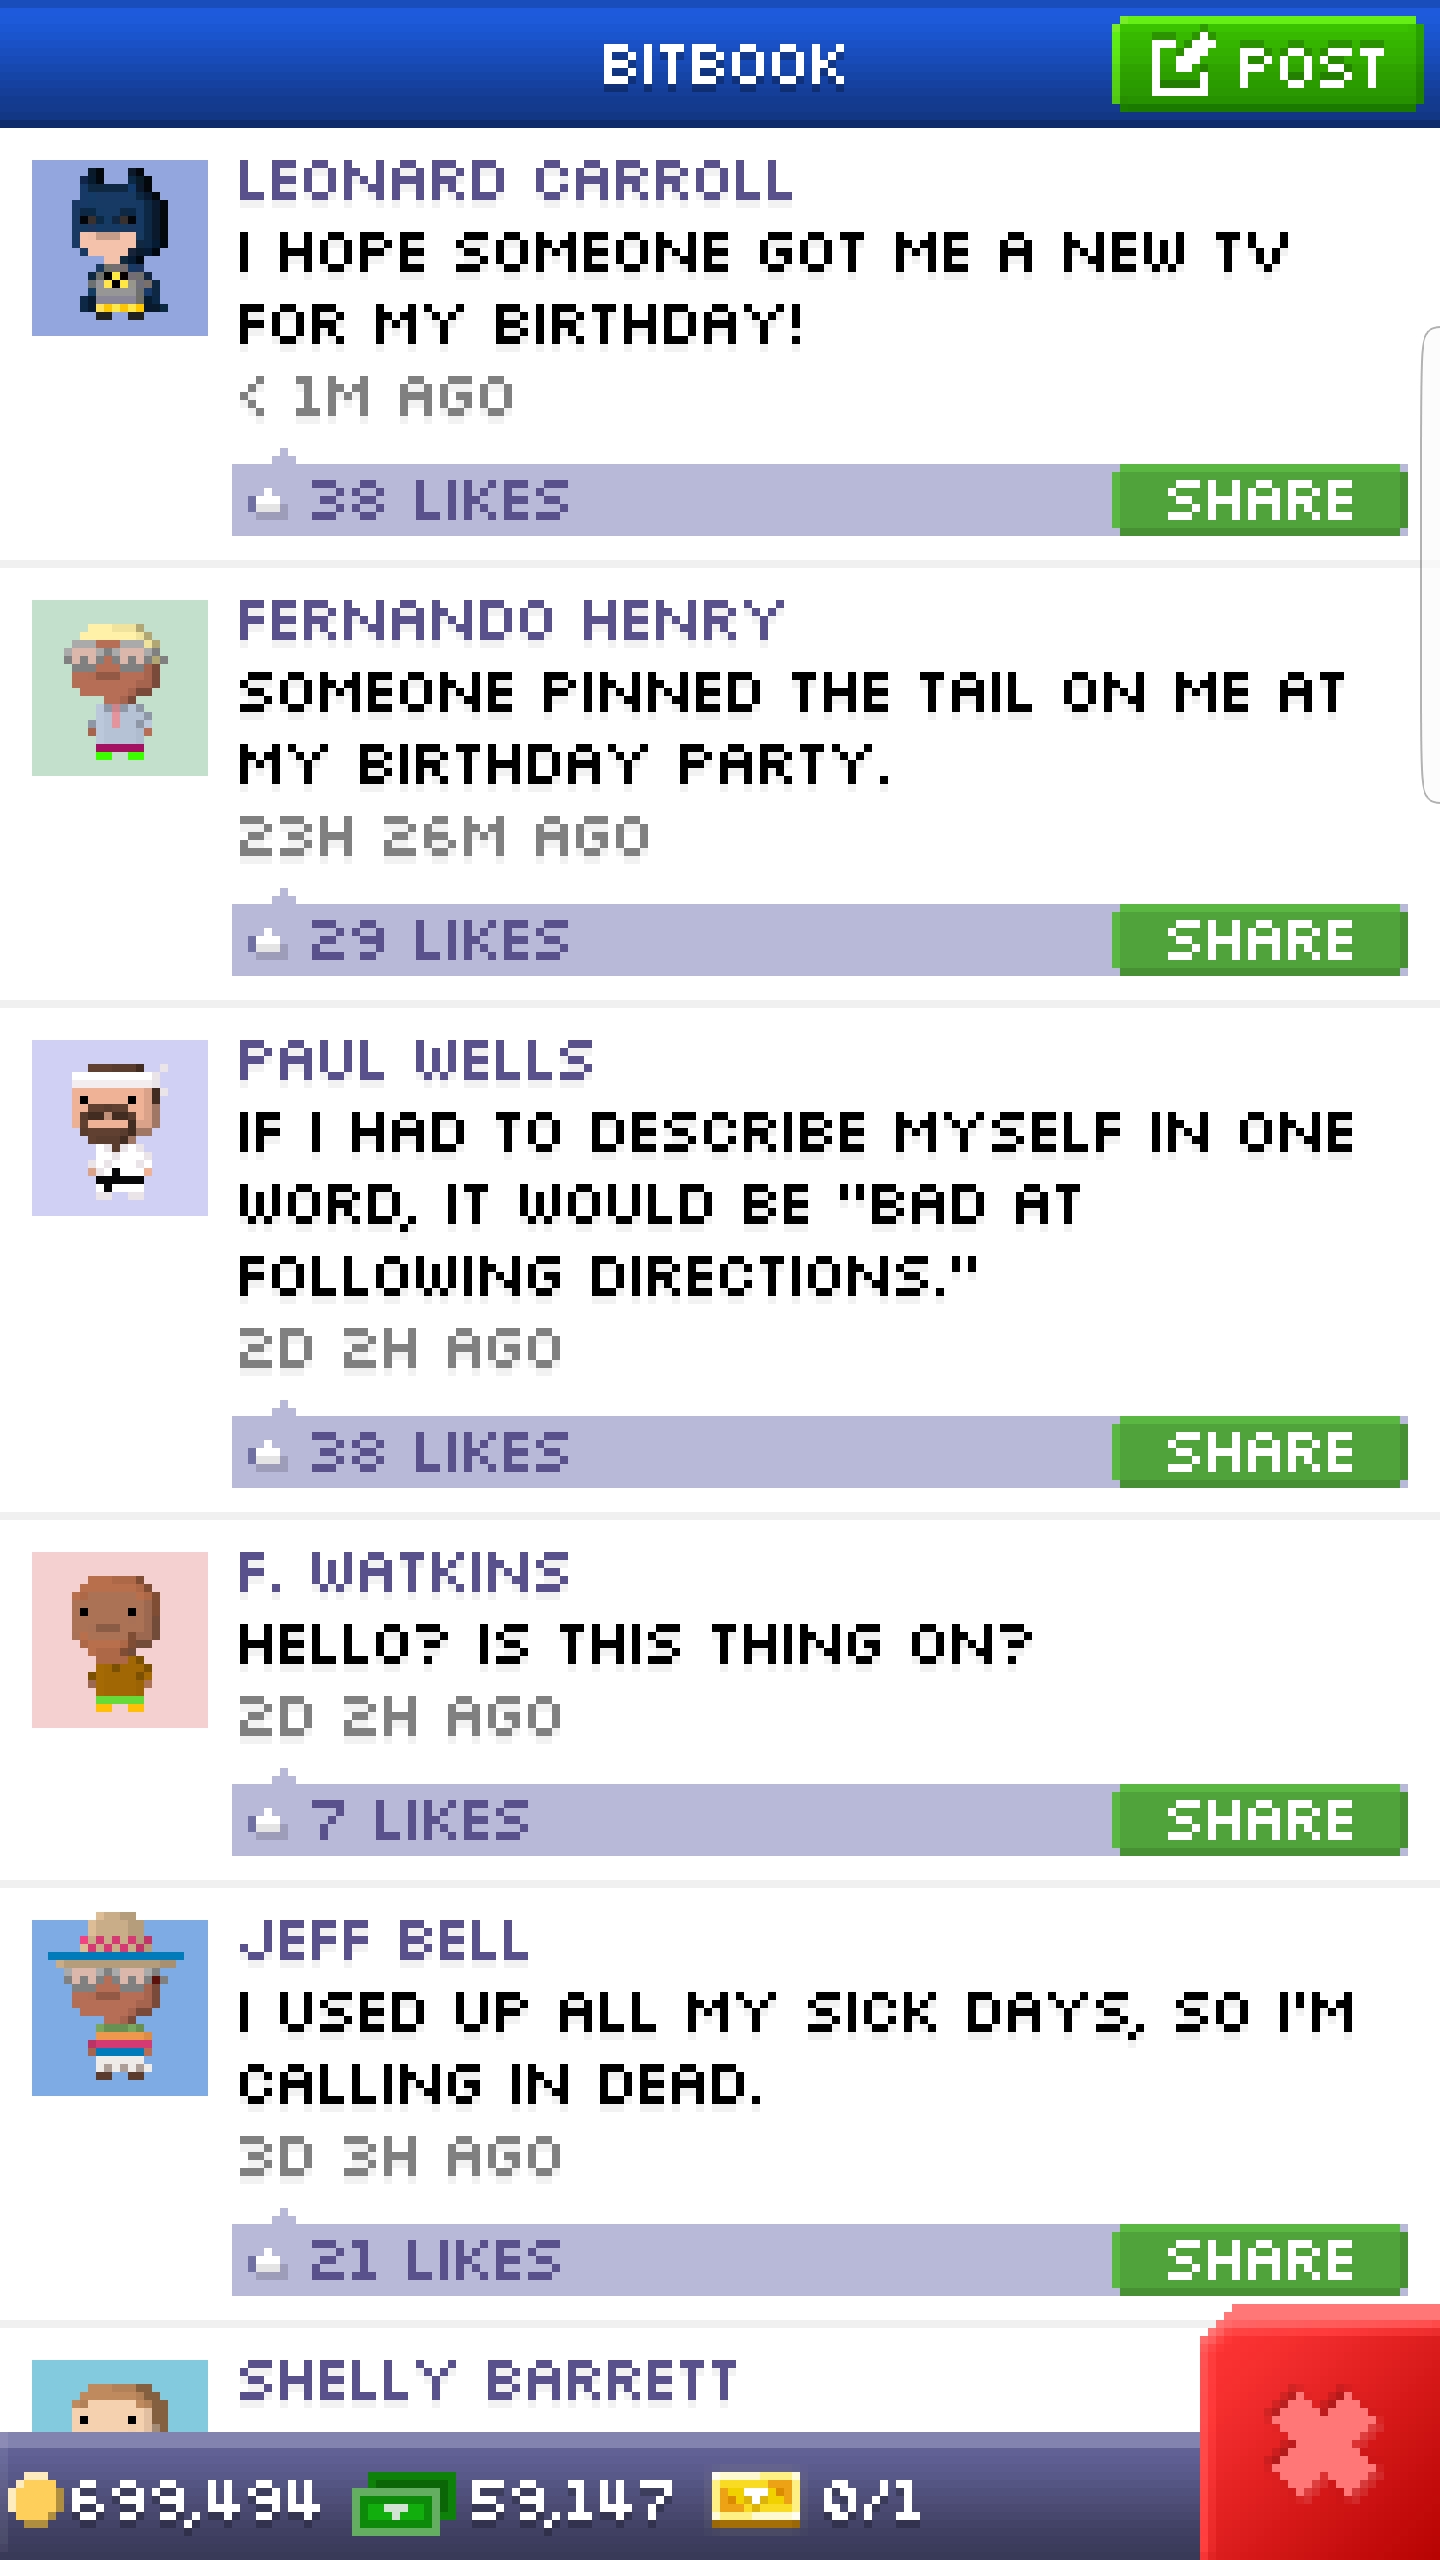 BITBOOK
POST
LEONARD CARROLL
I HOPE SOMEONE GOT ME A NEW TV
FOR MY BIRTHDAY!
< 1M AGO
38 LIKES
SHARE
FERNANDO HENRY
SOMEONE PINNED THE TAIL ON ME AT
MY BIRTHDAY PARTY.
23H 26M AGO
29 LIKES
SHARE
PAUL WELLS
IF I HAD TO DESCRIBE MYSELF IN ONE
WORD, IT WOULD BE "BAD AT
FOLLOWING DIRECTIONS."
2D 2H AGO
38 LIKES
SHARE
F. WATKINS
HELLO? IS THIS THING ON?
2D 2H AGO
7 LIKES
SHARE
JEFF BELL
I USED UP ALL MY SICK DAYS, SO I'M
CALLING IN DEAD.
3D 3H AGO
21 LIKES
SHARE
SHELLY BARRETT
699,494 59,147 0/1